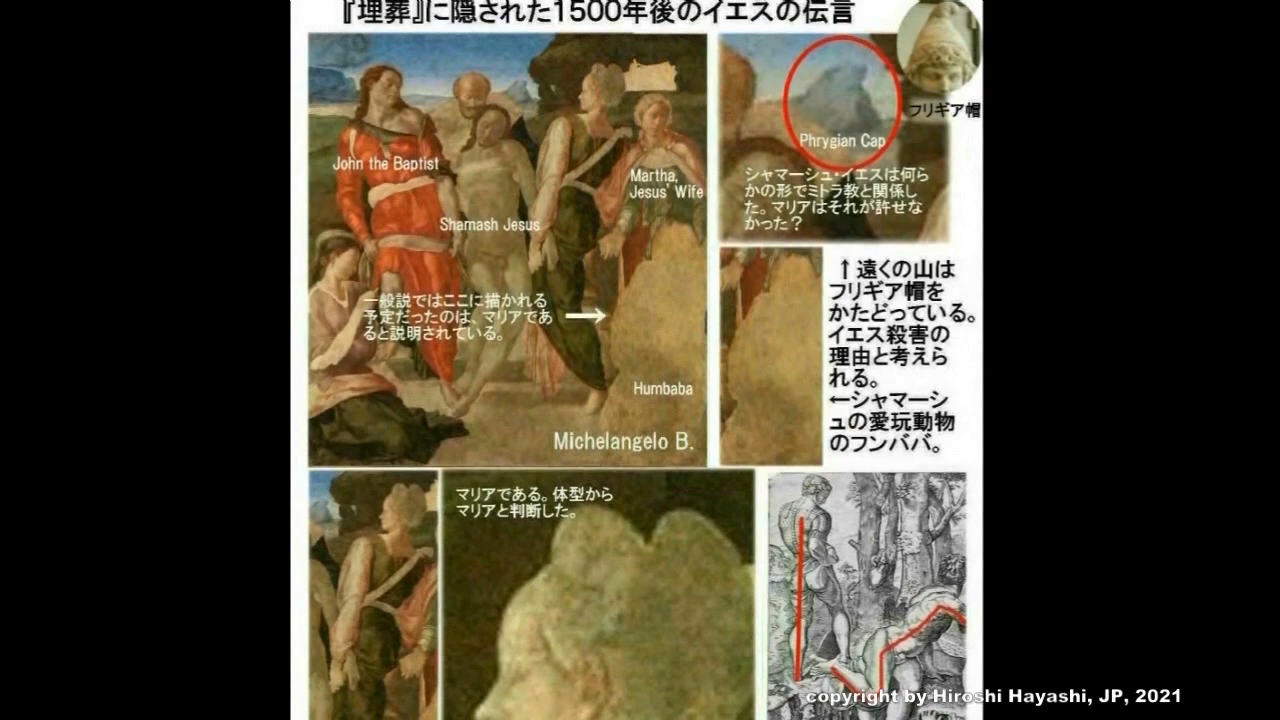 『埋葬』に隠された1500年後のイエスの伝言
フリギア帽
John the Baptist
Shamash Jesus
Martha,
Jesus' Wife
一般説ではここに描かれる
予定だったのは、マリアであ
ると説明されている。
Humbaba
Michelangelo B.
Phrygian Cap
シャマーシュ・イエスは何ら
かの形でミトラ教と関係し
た。マリアはそれが許せな
かった?
↑遠くの山は
フリギア帽を
かたどっている。
イエス殺害の
理由と考えら
れる。
←シャマーシ
ュの愛玩動物
のフンババ。
マリアである。体型から
マリアと判断した。
copyright by Hiroshi Hayashi, JP, 2021